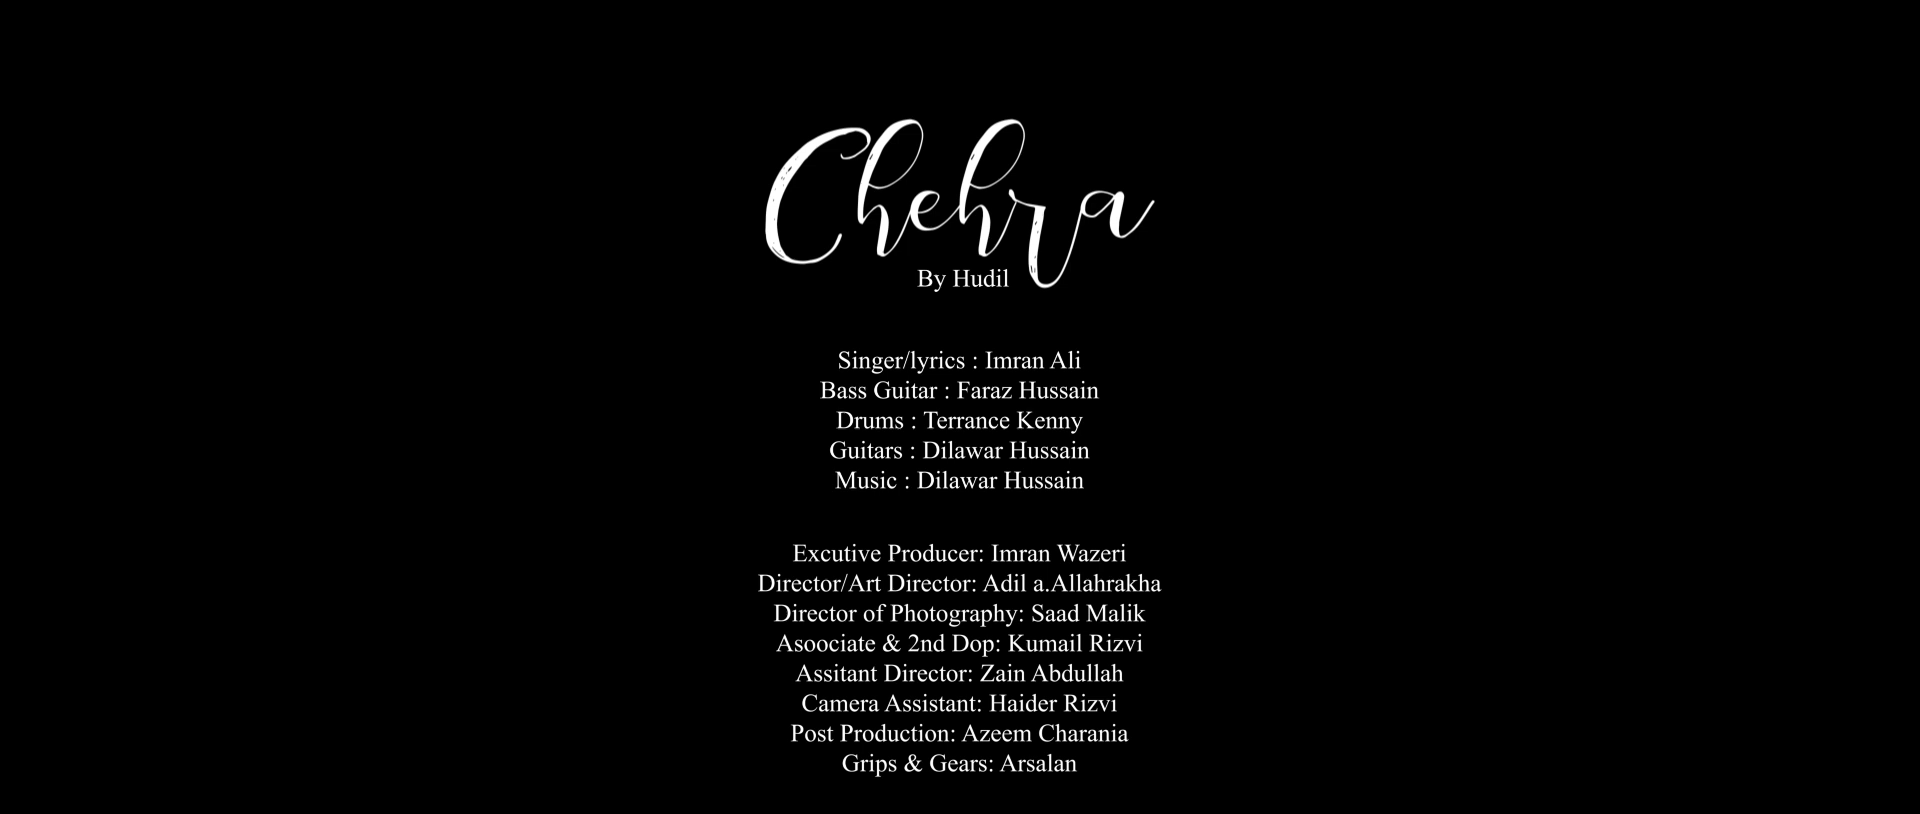 Chehra
By Hudil
Singer/lyrics : Imran Ali
Bass Guitar : Faraz Hussain
Drums : Terrance Kenny
Guitars : Dilawar Hussain
Music : Dilawar Hussain
Excutive Producer: Imran Wazeri
Director/Art Director: Adil a.Allahrakha
Director of Photography: Saad Malik
Asoociate & 2nd Dop: Kumail Rizvi
Assitant Director: Zain Abdullah
Camera Assistant: Haider Rizvi
Post Production: Azeem Charania
Grips & Gears: Arsalan